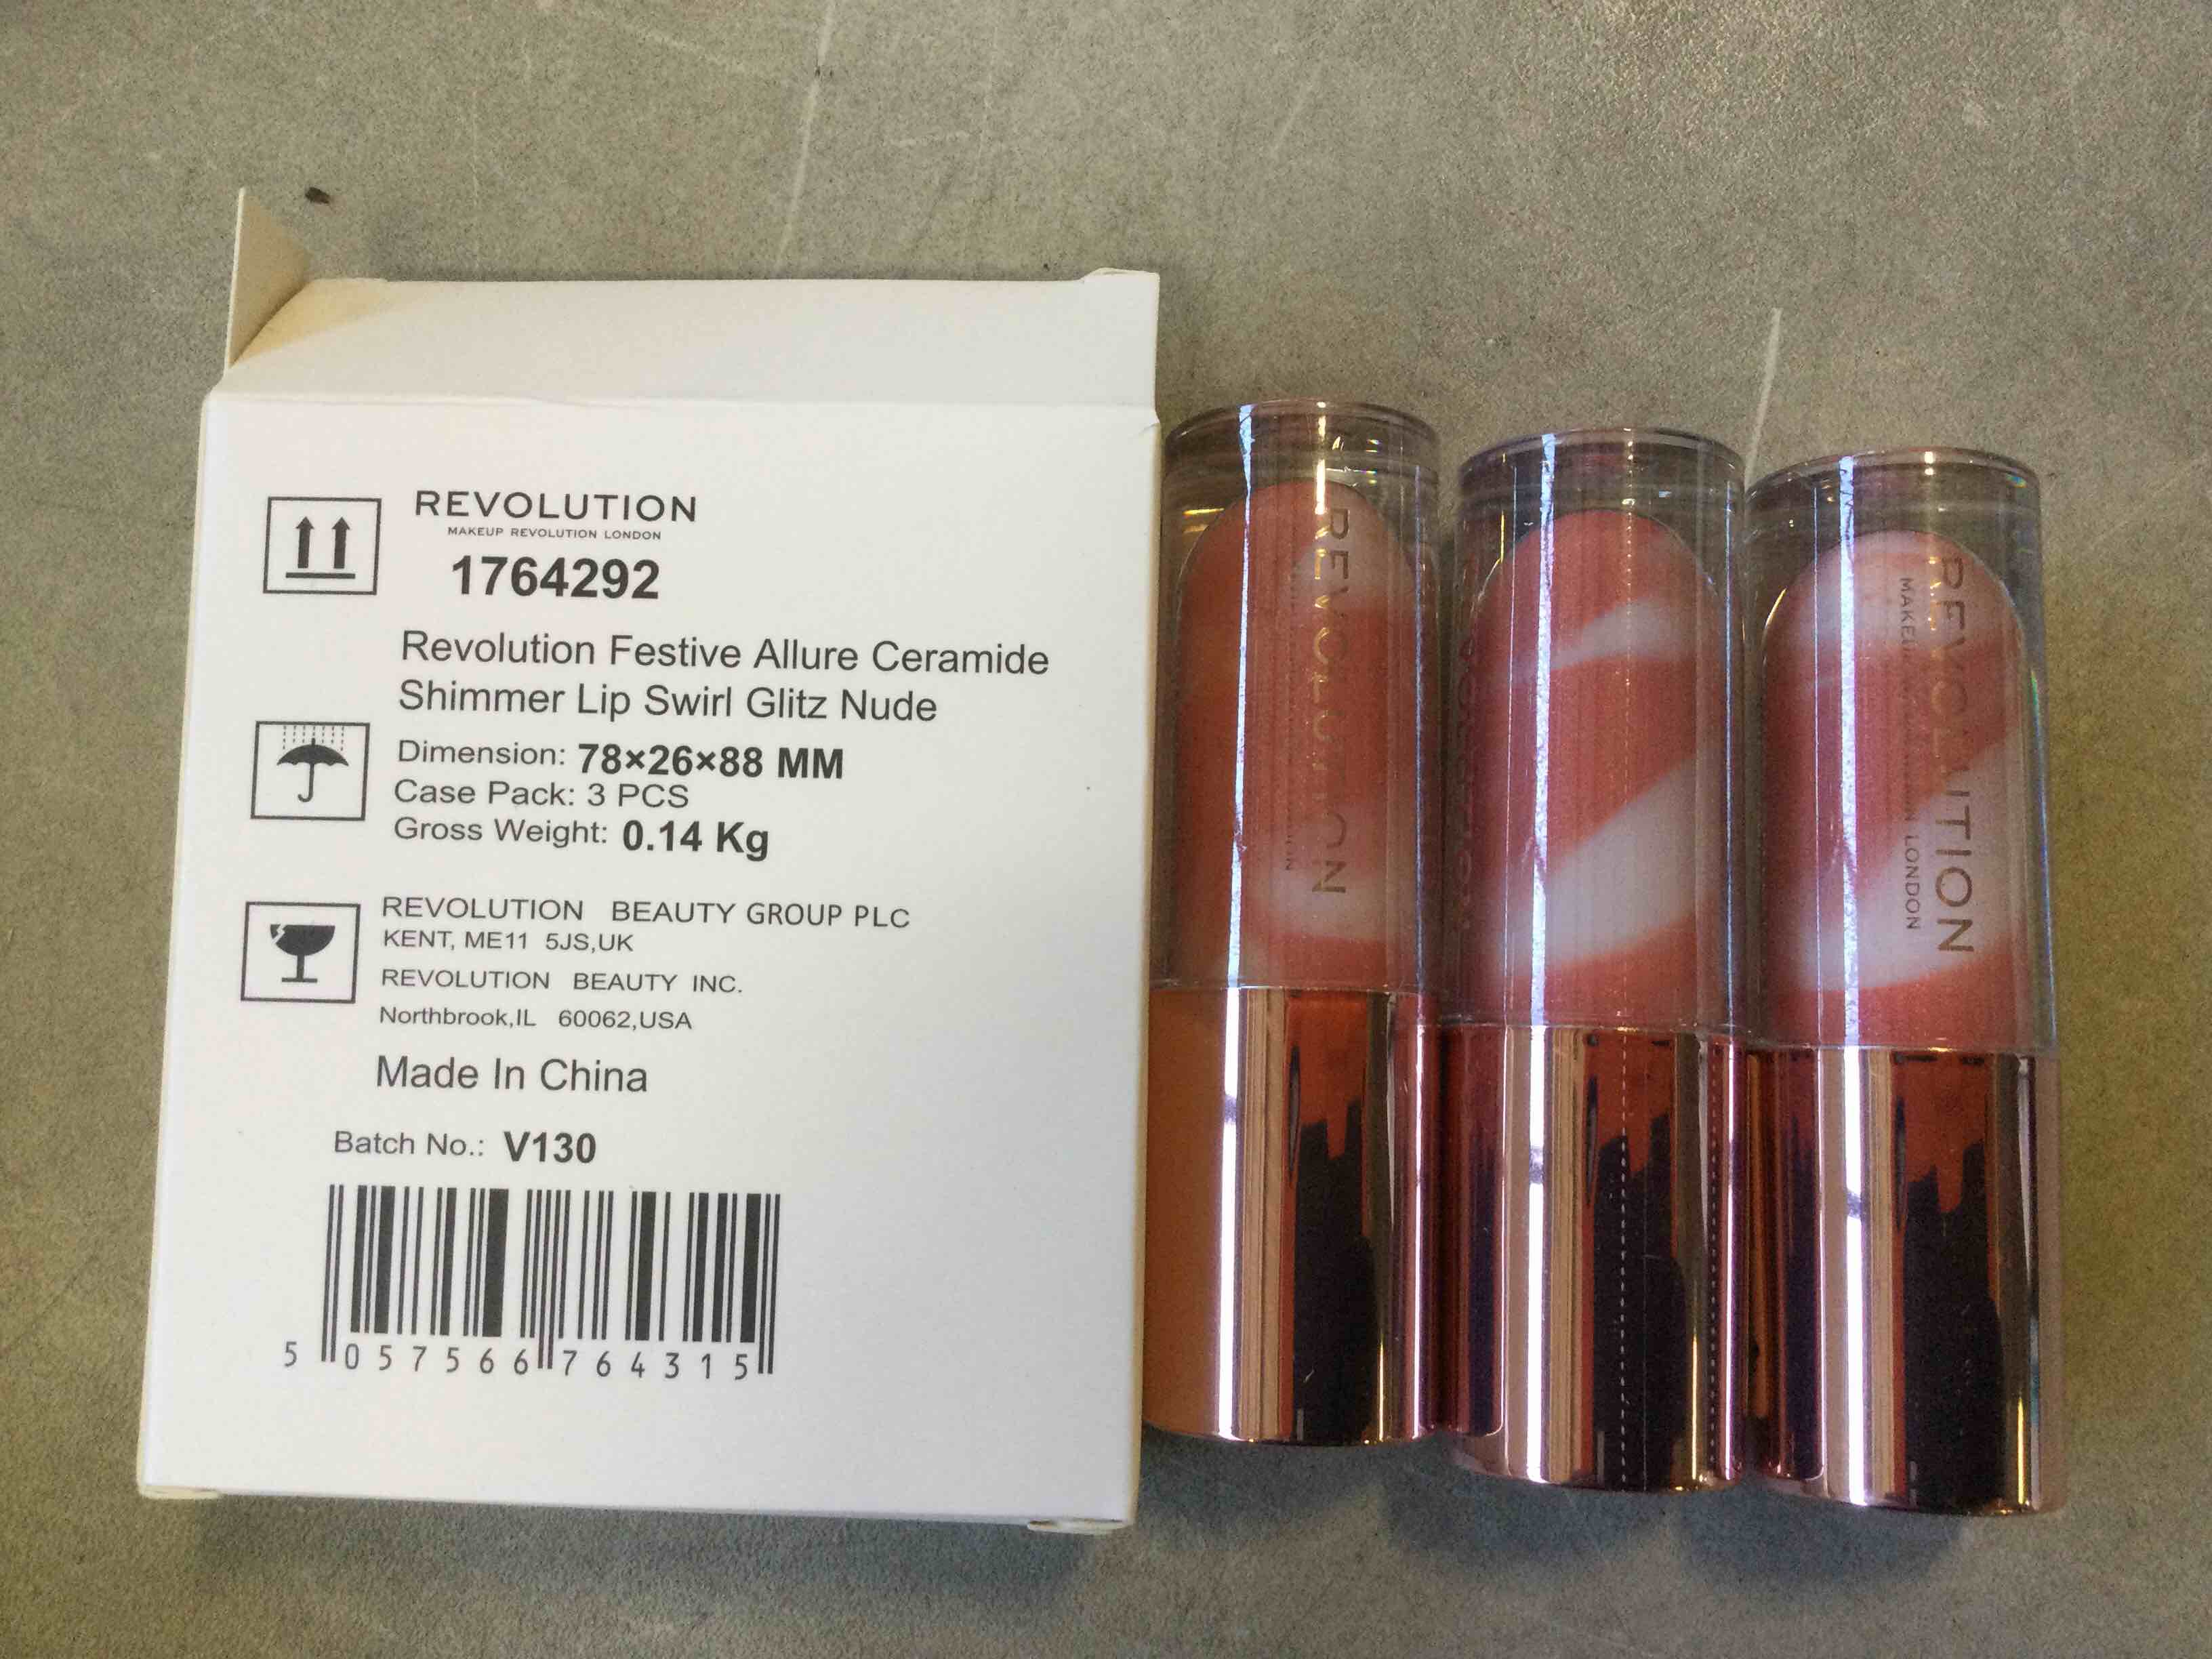 REVOLUTION
MAKEUP REVOLUTION LONDON
1764292
Revolution Festive Allure Ceramide
Shimmer Lip Swirl Glitz Nude
Dimension: 78×26×88 MM
Case Pack: 3 PCS
Gross Weight: 0.14 Kg
REVOLUTION BEAUTY GROUP PLC
KENT, ME11 5JS,UK
REVOLUTION BEAUTY INC.
Northbrook,IL 60062,USA
Made In China
Batch No.: V130
5 057566 764315
REVOLUTION
REVOLUTION
LONDON